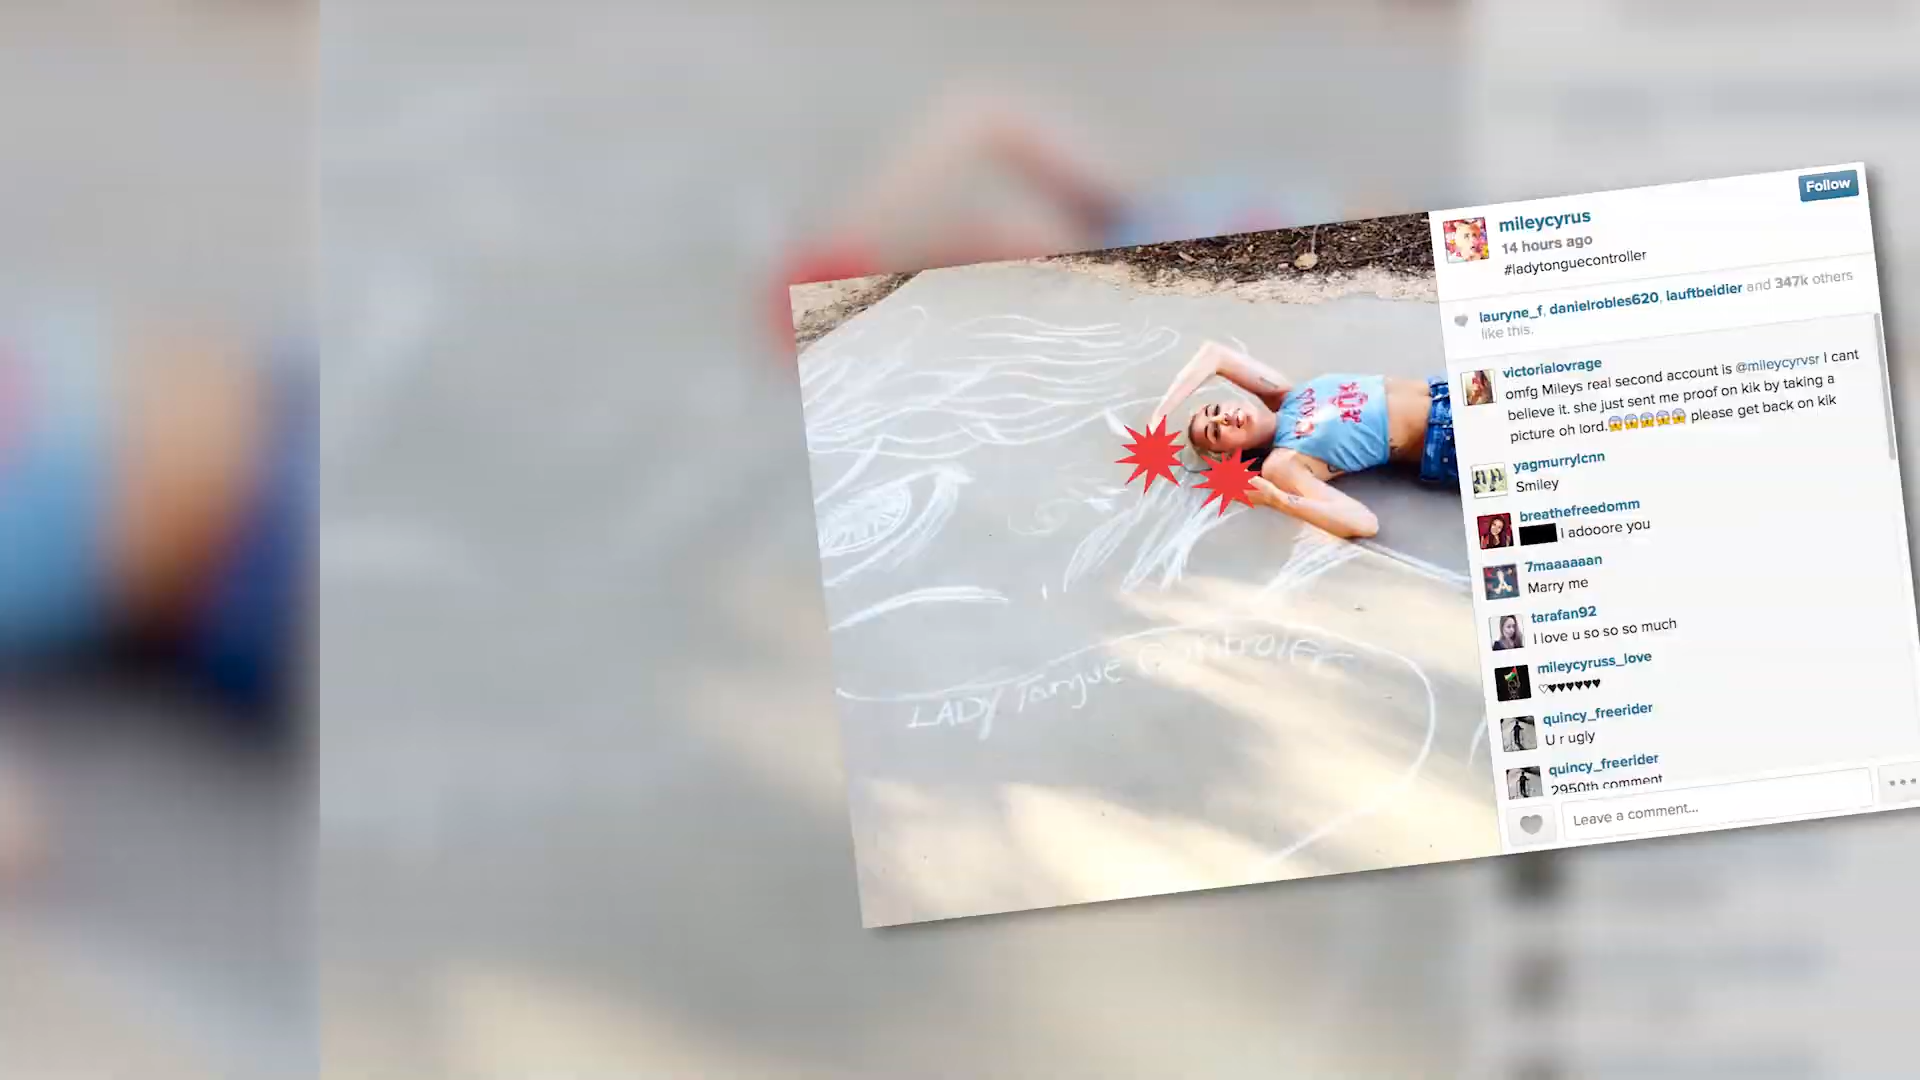 Follow
mileycyrus
14 hours ago
#ladytonguecontroller
lauryne_f, danielrobles620, lauftbeidler and 347k others
like this.
victorialovrage
omfg Mileys real second account is @mileycyrvsr I cant
believe it. she just sent me proof on kik by taking a
picture oh lord.😱😱😱😱😱 please get back on kik
yagmurrylcnn
Smiley
breathefreedomm
I adooore you
7maaaaaan
Marry me
tarafan92
I love u so so so much
mileycyruss_love
♡♥♥♥♥♥♥
quincy_freerider
U r ugly
quincy_freerider
2950th comment
Leave a comment...
LADY Tongue Controler